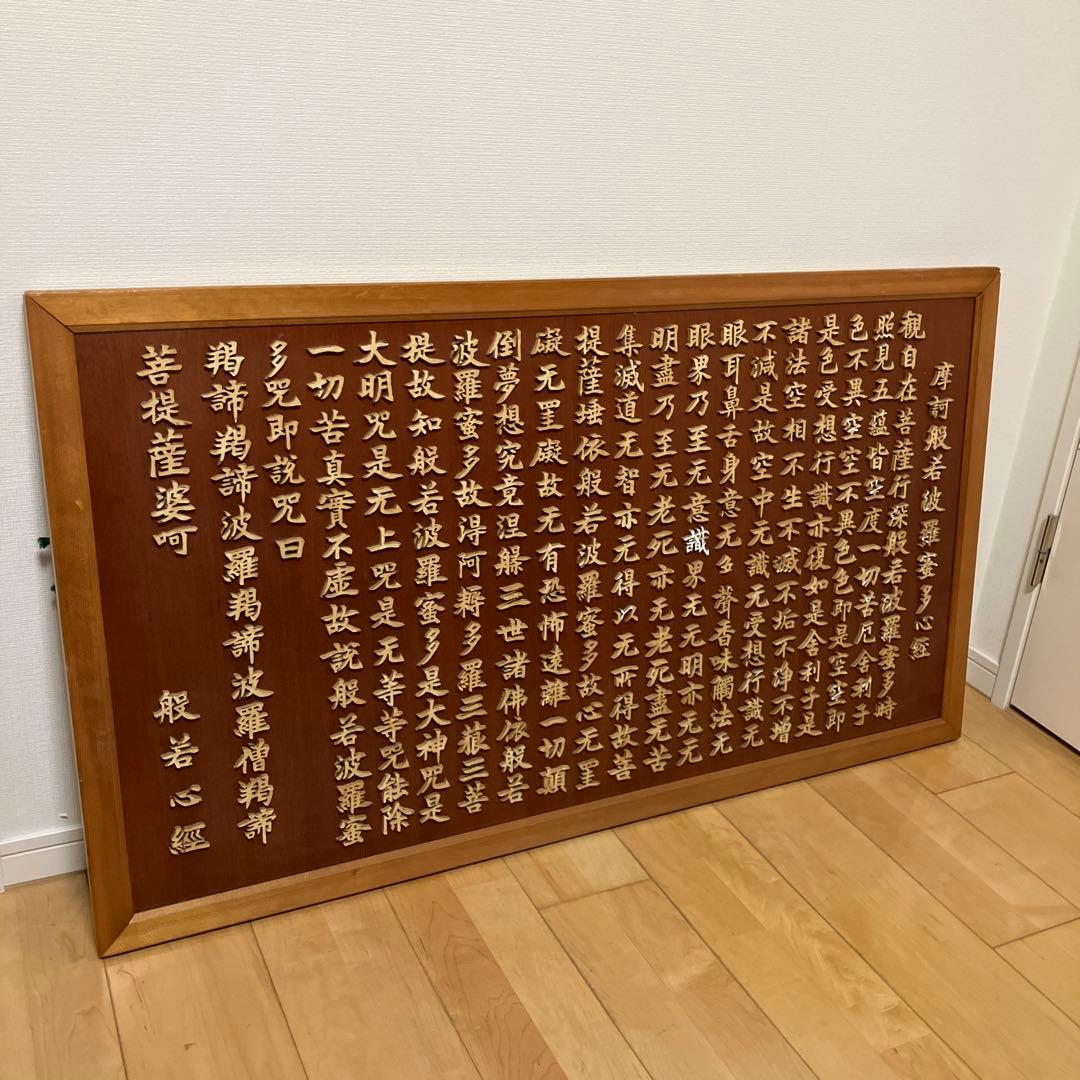 摩訶般若波羅蜜多心經
観自在菩薩行深般若波羅蜜多時
照見五蘊皆空度一切苦厄舍利子
色不異空空不異色色即是空空即
是色受想行識亦復如是舍利子是
諸法空相不生不滅不垢不淨不增
不減是故空中无識无受想行識无
眼耳鼻舌身意无色聲香味觸法无
眼界乃至无意識界无无明亦无无
明盡乃至无老死亦无老死盡无苦
集滅道无智亦元得以无所得故菩
提薩埵依般若波羅蜜多故心无罣
礙无罣礙故无有恐怖遠離一切顛
倒夢想究竟涅槃三世諸佛依般若
波羅蜜多故得阿耨多羅三藐三菩
提故知般若波羅蜜多是大神咒是
大明咒是无上咒是无等等咒能除
一切苦真實不虛故說般若波羅蜜
多咒即說咒曰
羯諦羯諦波羅羯諦波羅僧羯諦
菩提薩婆呵
般若心經